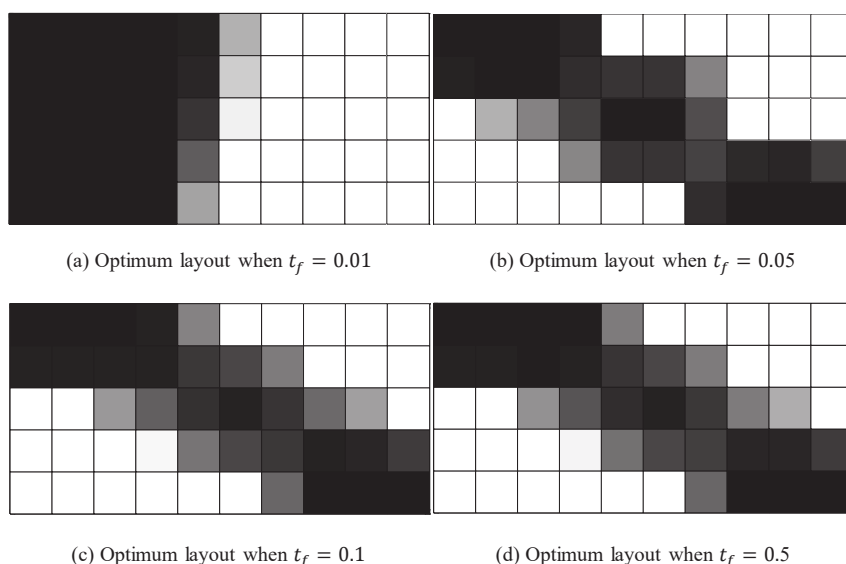 (a) Optimum layout when t_f = 0.01
(b) Optimum layout when t_f = 0.05
(c) Optimum layout when t_f = 0.1
(d) Optimum layout when t_f = 0.5